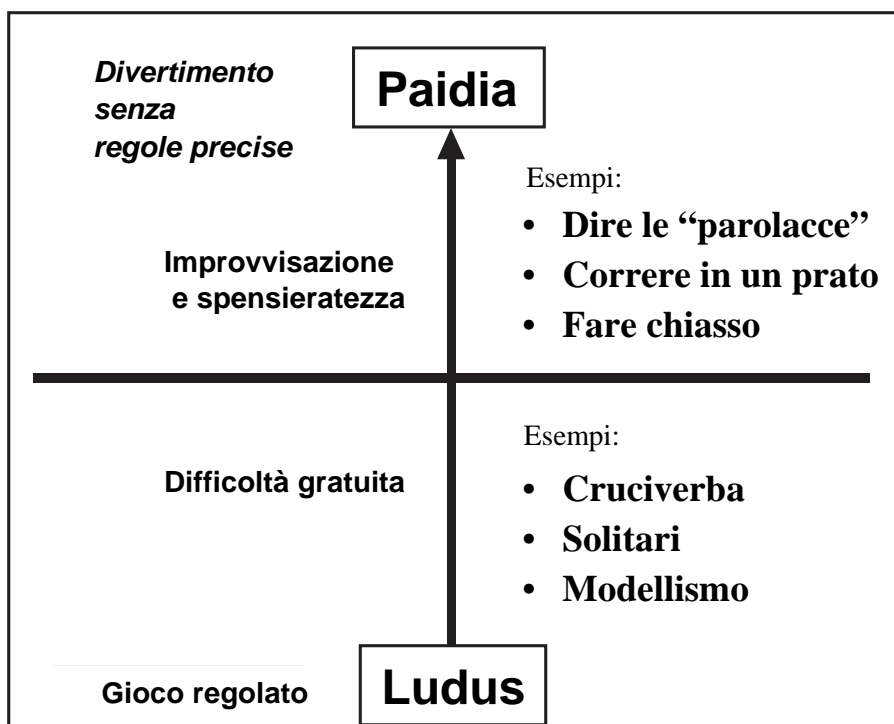 Divertimento
senza
regole precise
Paidia
Improvvisazione
e spensieratezza
Esempi:
• Dire le “parolacce”
• Correre in un prato
• Fare chiasso
Difficoltà gratuita
Esempi:
• Cruciverba
• Solitari
• Modellismo
Gioco regolato
Ludus